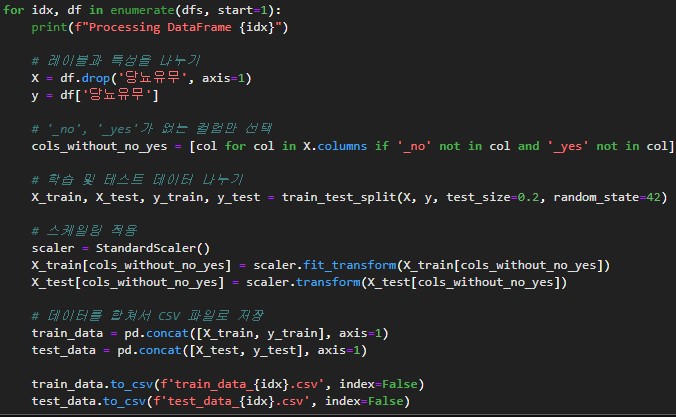 for idx, df in enumerate(dfs, start=1):
    print(f"Processing DataFrame {idx}")
    # 레이블과 특성을 나누기
    X = df.drop('당뇨유무', axis=1)
    y = df['당뇨유무']
    # '_no', '_yes'가 없는 컬럼만 선택
    cols_without_no_yes = [col for col in X.columns if '_no' not in col and '_yes' not in col]
    # 학습 및 테스트 데이터 나누기
    X_train, X_test, y_train, y_test = train_test_split(X, y, test_size=0.2, random_state=42)
    # 스케일링 적용
    scaler = StandardScaler()
    X_train[cols_without_no_yes] = scaler.fit_transform(X_train[cols_without_no_yes])
    X_test[cols_without_no_yes] = scaler.transform(X_test[cols_without_no_yes])
    # 데이터를 합쳐서 CSV 파일로 저장
    train_data = pd.concat([X_train, y_train], axis=1)
    test_data = pd.concat([X_test, y_test], axis=1)
    train_data.to_csv(f'train_data_{idx}.csv', index=False)
    test_data.to_csv(f'test_data_{idx}.csv', index=False)